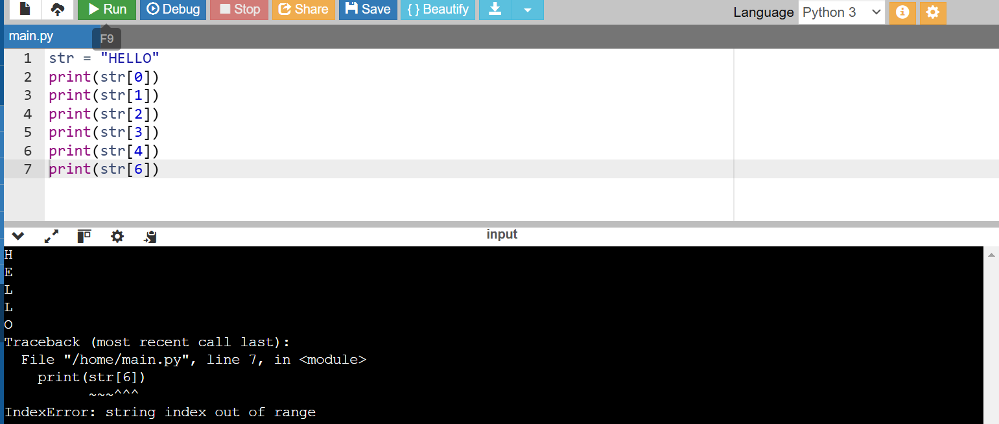 Run Debug Stop Share Save { } Beautify Language Python 3
main.py F9
1 str = "HELLO"
2 print(str[0])
3 print(str[1])
4 print(str[2])
5 print(str[3])
6 print(str[4])
7 print(str[6])
input
H
E
L
L
O
Traceback (most recent call last):
  File "/home/main.py", line 7, in <module>
    print(str[6])
          ~~~^^^
IndexError: string index out of range